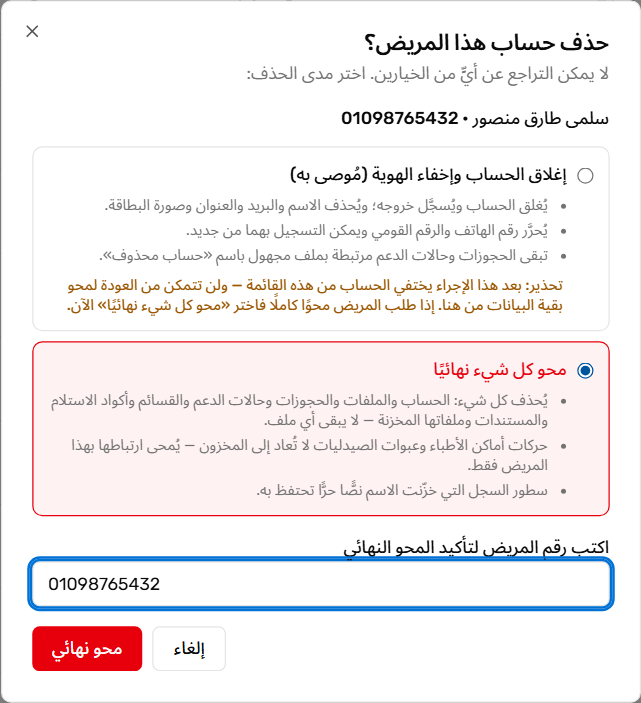 حذف حساب هذا المريض؟
لا يمكن التراجع عن أيٍّ من الخيارين. اختر مدى الحذف:
سلمى طارق منصور • 01098765432
إغلاق الحساب وإخفاء الهوية (مُوصى به)
• يُغلق الحساب ويُسجَّل خروجه؛ ويُحذف الاسم والبريد والعنوان وصورة البطاقة.
• يُحرَّر رقم الهاتف والرقم القومي ويمكن التسجيل بهما من جديد.
• تبقى الحجوزات وحالات الدعم مرتبطة بملف مجهول باسم «حساب محذوف».
تحذير: بعد هذا الإجراء يختفي الحساب من هذه القائمة — ولن تتمكن من العودة لمحو
بقية البيانات من هنا. إذا طلب المريض محوًا كاملًا فاختر «محو كل شيء نهائيًا» الآن.
محو كل شيء نهائيًا
• يُحذف كل شيء: الحساب والملفات والحجوزات وحالات الدعم والقسائم وأكواد الاستلام
والمستندات وملفاتها المخزنة — لا يبقى أي ملف.
• حركات أماكن الأطباء وعبوات الصيدليات لا تُعاد إلى المخزون — يُمحى ارتباطها بهذا
المريض فقط.
• سطور السجل التي خزّنت الاسم نصًّا حرًّا تحتفظ به.
اكتب رقم المريض لتأكيد المحو النهائي
01098765432
إلغاء
محو نهائي